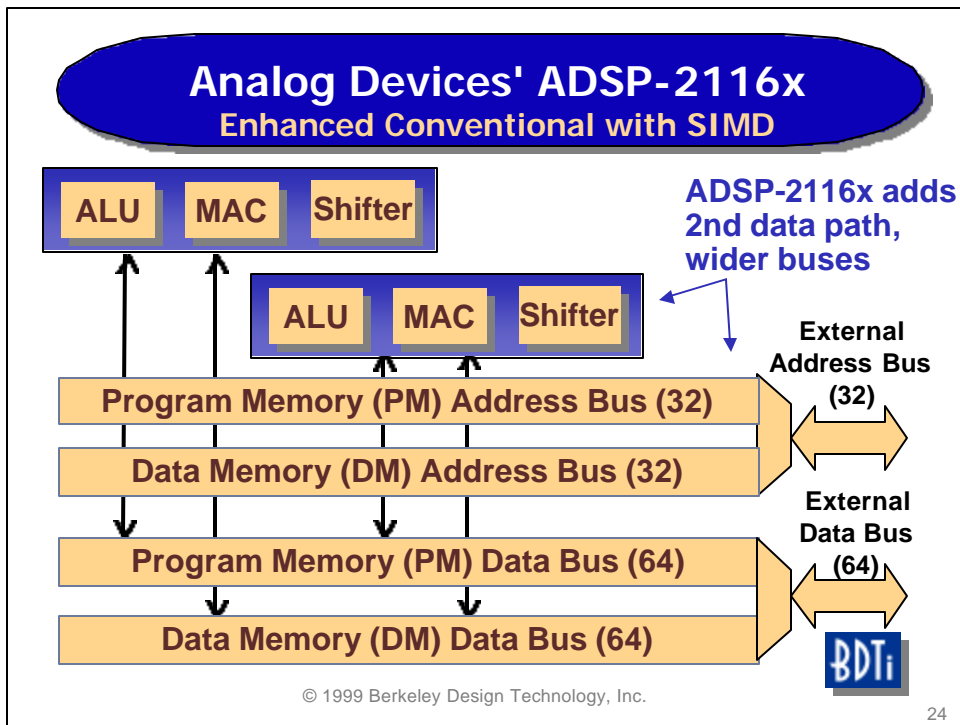 Analog Devices' ADSP-2116x
Enhanced Conventional with SIMD
ALU MAC Shifter
ADSP-2116x adds
2nd data path,
wider buses
ALU MAC Shifter
External
Address Bus
(32)
Program Memory (PM) Address Bus (32)
Data Memory (DM) Address Bus (32)
External
Data Bus
(64)
Program Memory (PM) Data Bus (64)
Data Memory (DM) Data Bus (64)
BDTi
© 1999 Berkeley Design Technology, Inc.
24